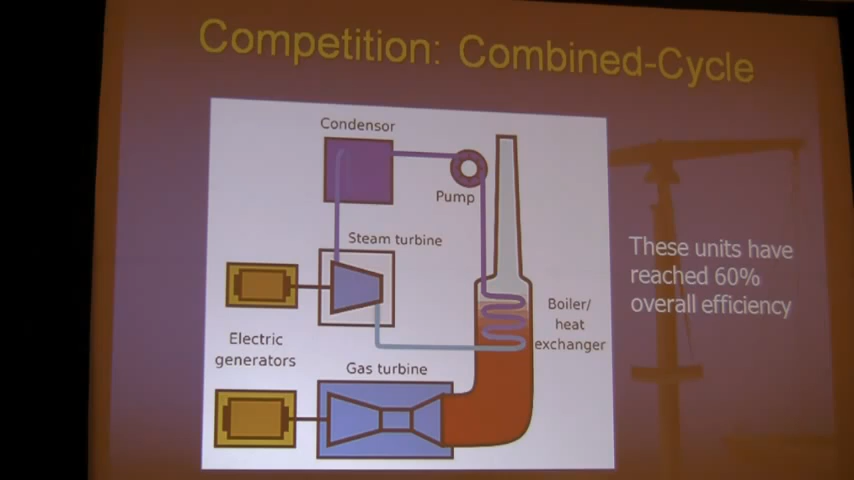 Competition: Combined-Cycle
Condensor
Pump
Steam turbine
These units have
reached 60%
overall efficiency
Boiler/
heat
exchanger
Electric
generators
Gas turbine